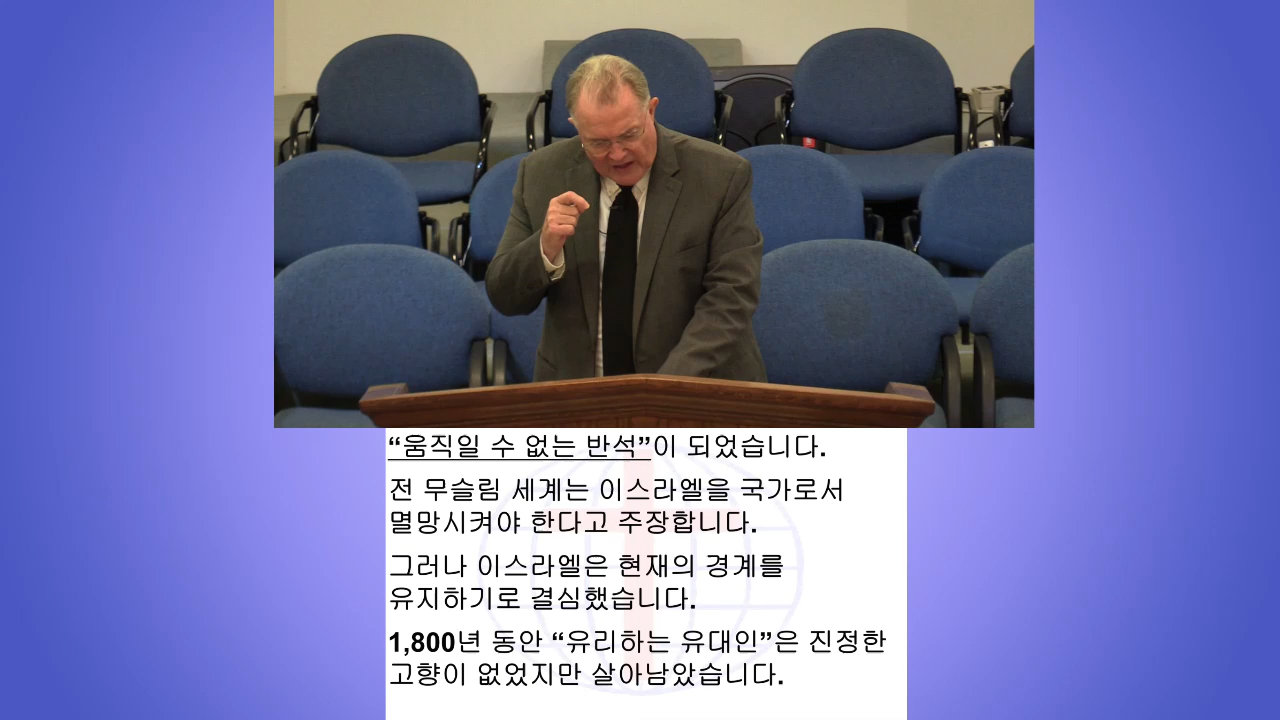 “움직일 수 없는 반석”이 되었습니다.
전 무슬림 세계는 이스라엘을 국가로서
멸망시켜야 한다고 주장합니다.
그러나 이스라엘은 현재의 경계를
유지하기로 결심했습니다.
1,800년 동안 “유리하는 유대인”은 진정한
고향이 없었지만 살아남았습니다.